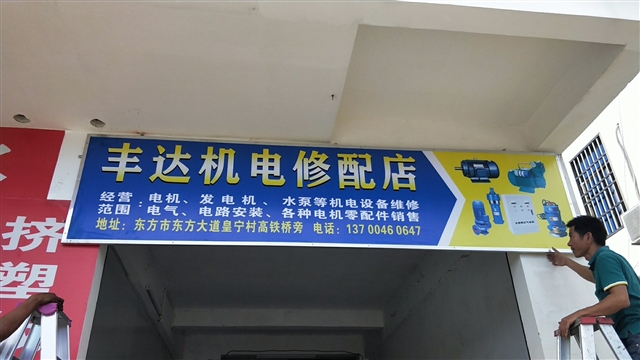 丰达机电修配店
经营：电机、发电机、水泵等机电设备维修
范围：电气、电路安装、各种电机零配件销售
地址：东方市东方大道皇宁村高铁桥旁 电话：137 0046 0647
挤
塑